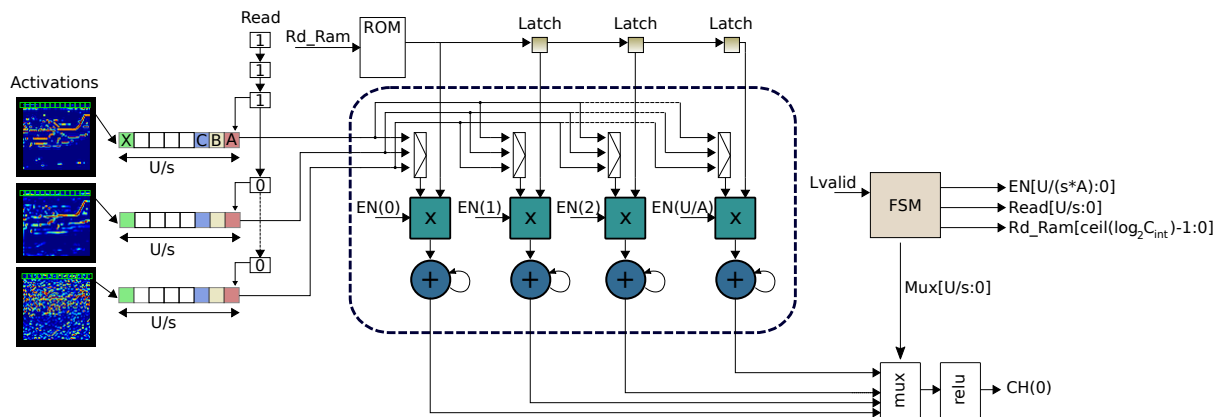 Read
1
1
1
0
0
Rd_Ram
ROM
Latch
Latch
Latch
Activations
X
C
B
A
U/s
U/s
U/s
EN(0)
EN(1)
EN(2)
EN(U/A)
x
x
x
x
+
+
+
+
Lvalid
FSM
EN[U/(s*A):0]
Read[U/s:0]
Rd_Ram[ceil(log₂Cᵢₙₜ)-1:0]
Mux[U/s:0]
mux
relu
CH(0)